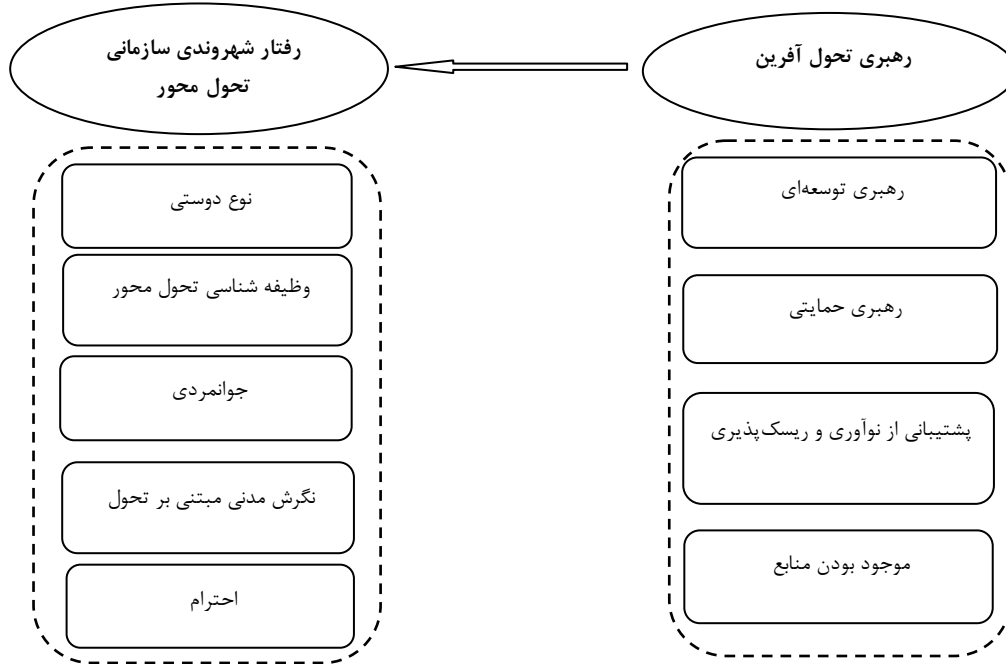 رهبری تحول آفرین
رهبری توسعه‌ای
رهبری حمایتی
پشتیبانی از نوآوری و ریسک‌پذیری
موجود بودن منابع
رفتار شهروندی سازمانی
تحول محور
نوع دوستی
وظیفه شناسی تحول محور
جوانمردی
نگرش مدنی مبتنی بر تحول
احترام